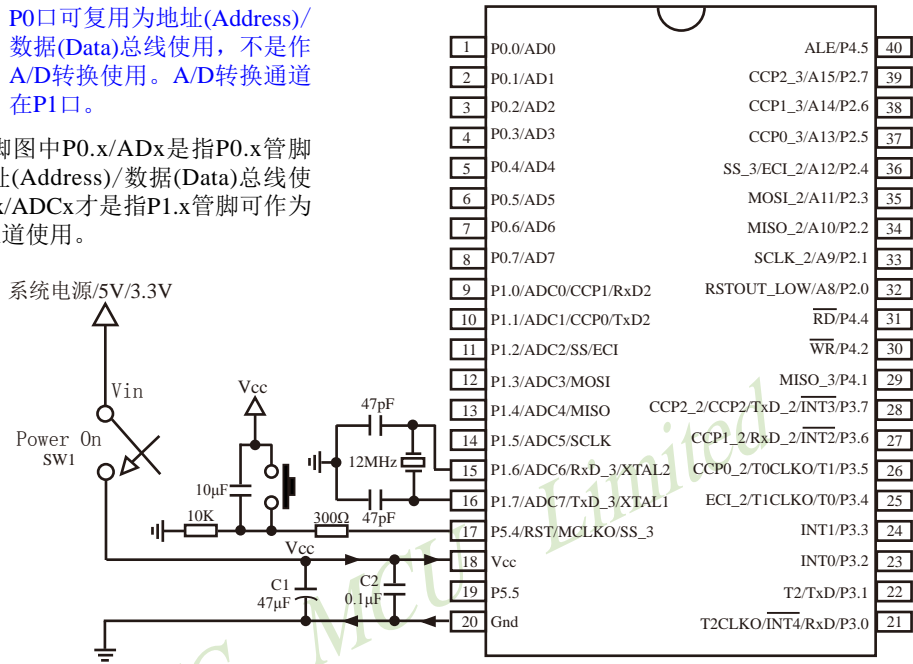 P0口可复用为地址(Address)/
数据(Data)总线使用，不是作
A/D转换使用。A/D转换通道
在P1口。
脚图中P0.x/ADx是指P0.x管脚
址(Address)/数据(Data)总线使
x/ADCx才是指P1.x管脚可作为
道使用。
系统电源/5V/3.3V
Vin
Power On
SW1
Vcc
10μF
10K
300Ω
47pF
12MHz
47pF
Vcc
C1
47μF
C2
0.1μF
1 P0.0/AD0
2 P0.1/AD1
3 P0.2/AD2
4 P0.3/AD3
5 P0.4/AD4
6 P0.5/AD5
7 P0.6/AD6
8 P0.7/AD7
9 P1.0/ADC0/CCP1/RxD2
10 P1.1/ADC1/CCP0/TxD2
11 P1.2/ADC2/SS/ECI
12 P1.3/ADC3/MOSI
13 P1.4/ADC4/MISO
14 P1.5/ADC5/SCLK
15 P1.6/ADC6/RxD_3/XTAL2
16 P1.7/ADC7/TxD_3/XTAL1
17 P5.4/RST/MCLKO/SS_3
18 Vcc
19 P5.5
20 Gnd
ALE/P4.5 40
CCP2_3/A15/P2.7 39
CCP1_3/A14/P2.6 38
CCP0_3/A13/P2.5 37
SS_3/ECI_2/A12/P2.4 36
MOSI_2/A11/P2.3 35
MISO_2/A10/P2.2 34
SCLK_2/A9/P2.1 33
RSTOUT_LOW/A8/P2.0 32
RD/P4.4 31
WR/P4.2 30
MISO_3/P4.1 29
CCP2_2/CCP2/TxD_2/INT3/P3.7 28
CCP1_2/RxD_2/INT2/P3.6 27
CCP0_2/T0CLKO/T1/P3.5 26
ECI_2/T1CLKO/T0/P3.4 25
INT1/P3.3 24
INT0/P3.2 23
T2/TxD/P3.1 22
T2CLKO/INT4/RxD/P3.0 21
MCU Limited